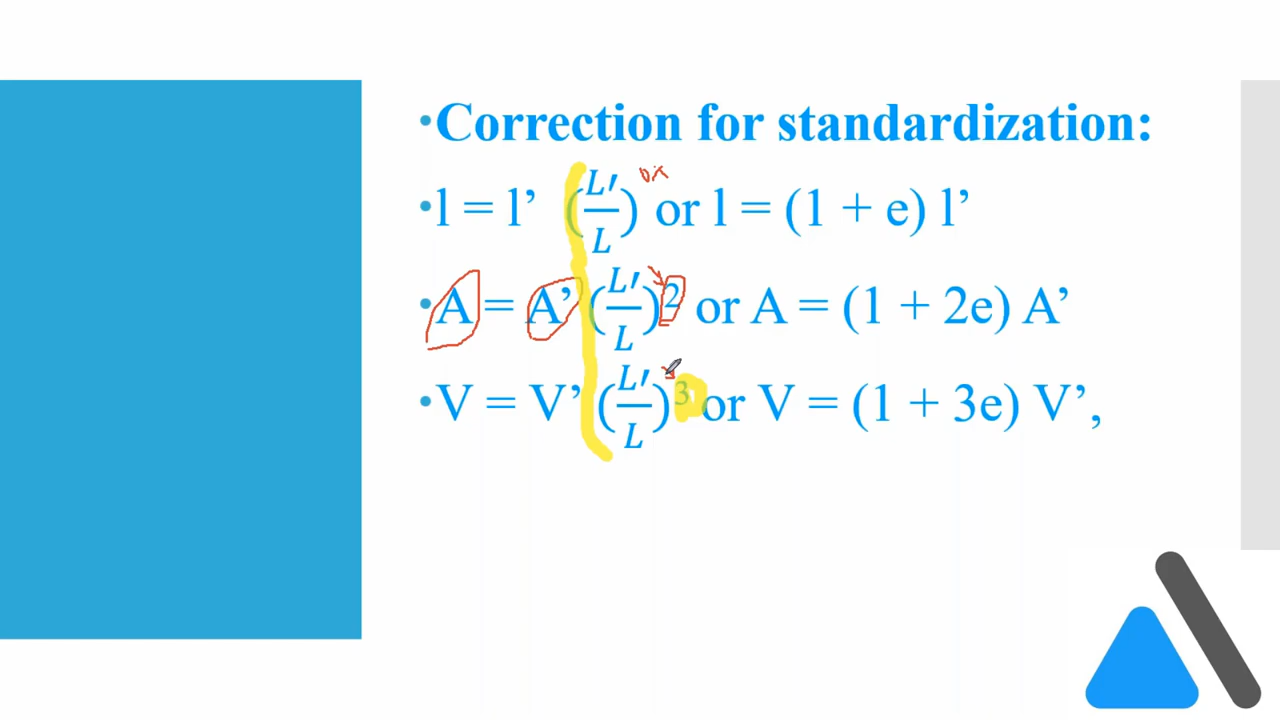 •Correction for standardization:
•l = l’ (L′/L) or l = (1 + e) l’
•A = A’ (L′/L)² or A = (1 + 2e) A’
•V = V’ (L′/L)³ or V = (1 + 3e) V’,